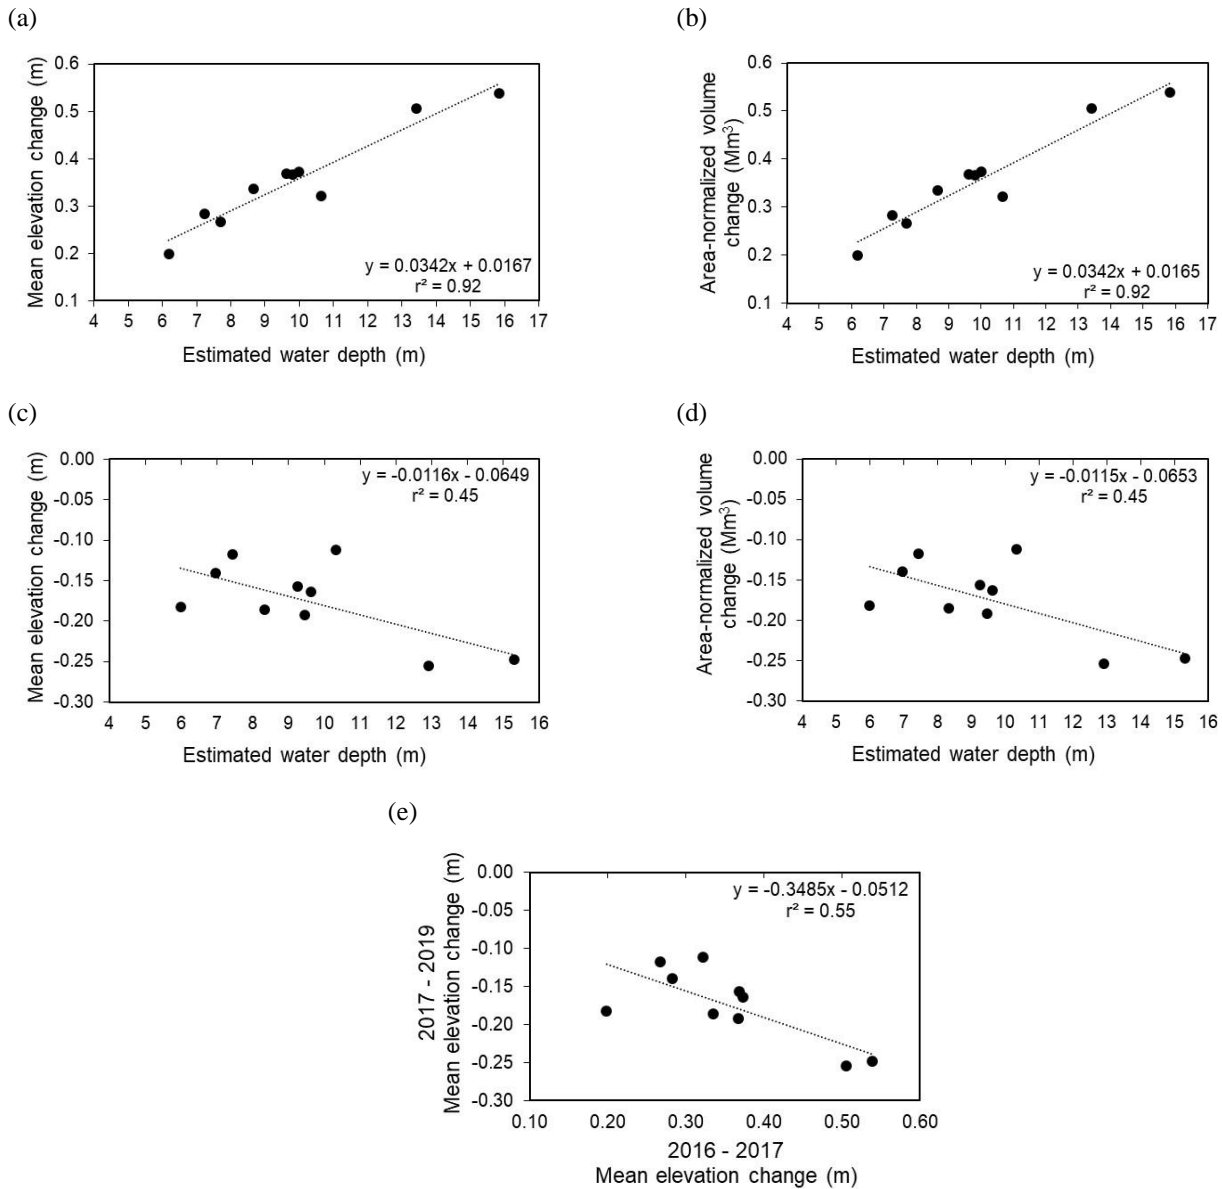 (a)
Mean elevation change (m)
0.6
0.5
0.4
0.3
0.2
0.1
y = 0.0342x + 0.0167
r² = 0.92
4 5 6 7 8 9 10 11 12 13 14 15 16 17
Estimated water depth (m)
(b)
Area-normalized volume
change (Mm³)
0.6
0.5
0.4
0.3
0.2
0.1
y = 0.0342x + 0.0165
r² = 0.92
4 5 6 7 8 9 10 11 12 13 14 15 16 17
Estimated water depth (m)
(c)
Mean elevation change (m)
0.00
-0.05
-0.10
-0.15
-0.20
-0.25
-0.30
y = -0.0116x - 0.0649
r² = 0.45
4 5 6 7 8 9 10 11 12 13 14 15 16
Estimated water depth (m)
(d)
Area-normalized volume
change (Mm³)
0.00
-0.05
-0.10
-0.15
-0.20
-0.25
-0.30
y = -0.0115x - 0.0653
r² = 0.45
4 5 6 7 8 9 10 11 12 13 14 15 16
Estimated water depth (m)
(e)
2017 - 2019
Mean elevation change (m)
0.00
-0.05
-0.10
-0.15
-0.20
-0.25
-0.30
y = -0.3485x - 0.0512
r² = 0.55
0.10 0.20 0.30 0.40 0.50 0.60
2016 - 2017
Mean elevation change (m)